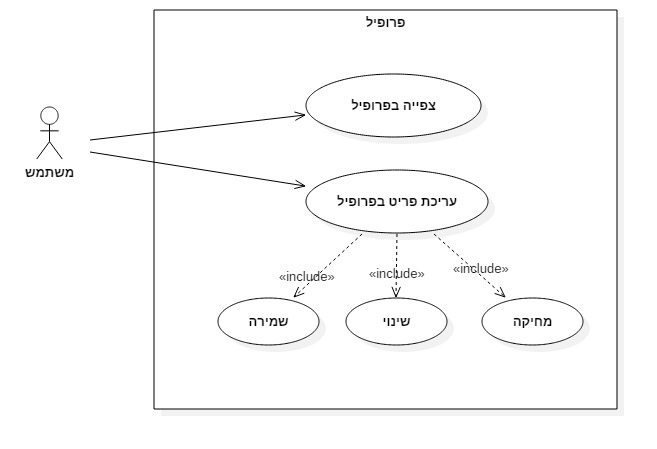 פרופיל
צפייה בפרופיל
משתמש
עריכת פריט בפרופיל
«include»
«include»
«include»
שמירה
שינוי
מחיקה